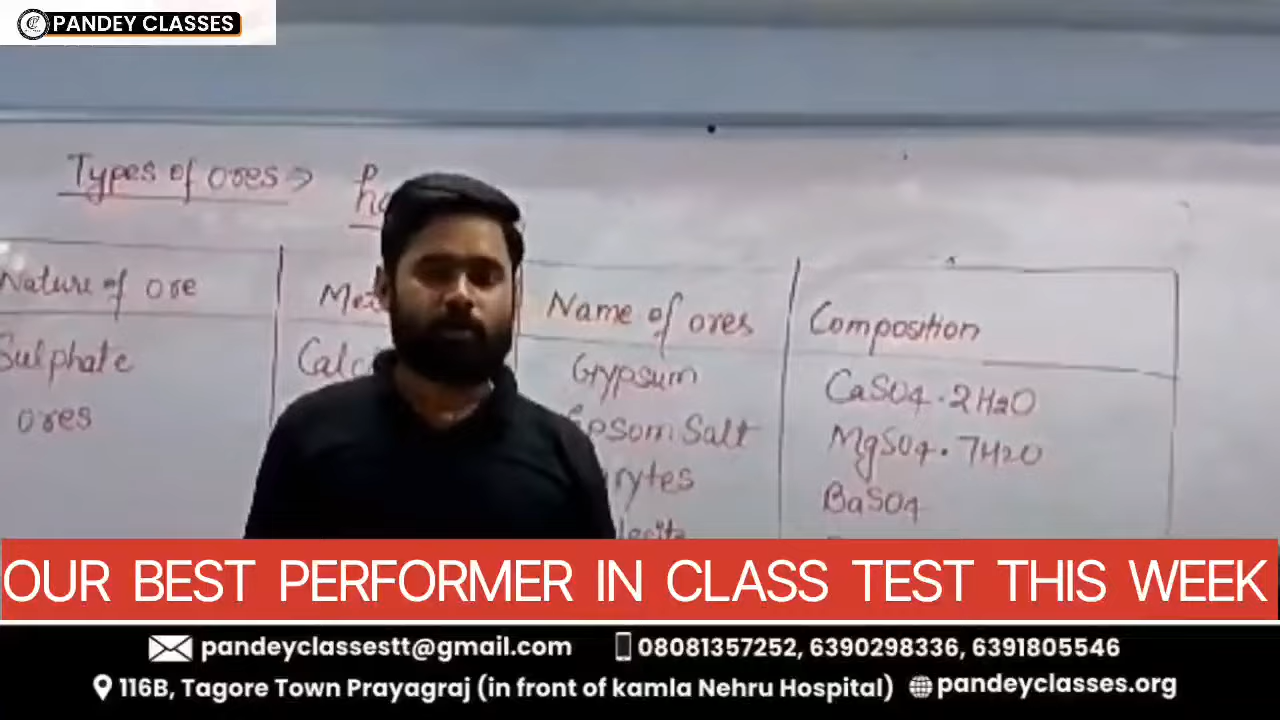 PANDEY CLASSES
Types of ores ⇒
Nature of ore
Name of ores
Composition
Sulphate
ores
Gypsum
CaSO4.2H2O
Epsom Salt
MgSO4.7H2O
BaSO4
OUR BEST PERFORMER IN CLASS TEST THIS WEEK
pandeyclassestt@gmail.com 08081357252, 6390298336, 6391805546
116B, Tagore Town Prayagraj (in front of kamla Nehru Hospital) pandeyclasses.org